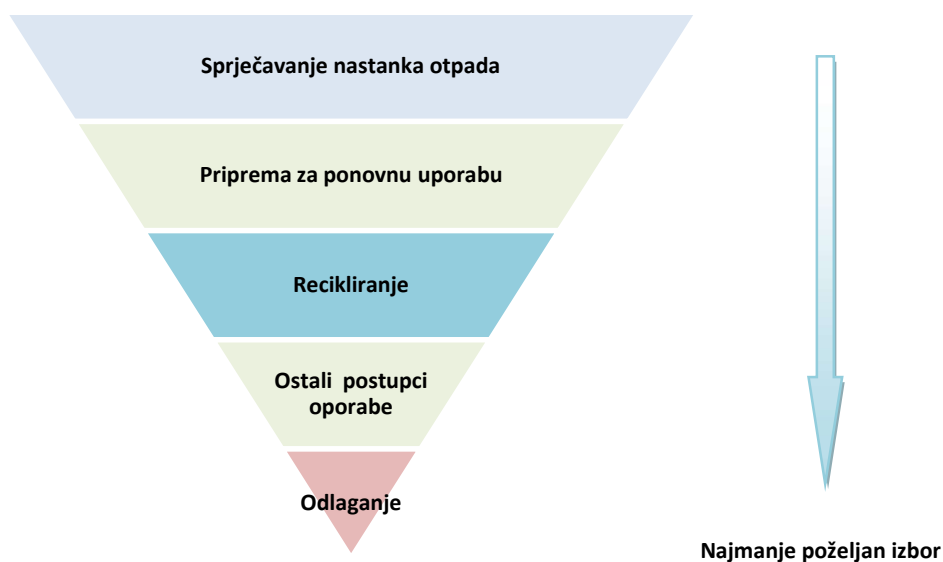 Sprječavanje nastanka otpada
Priprema za ponovnu uporabu
Recikliranje
Ostali postupci
oporabe
Odlaganje
Najmanje poželjan izbor